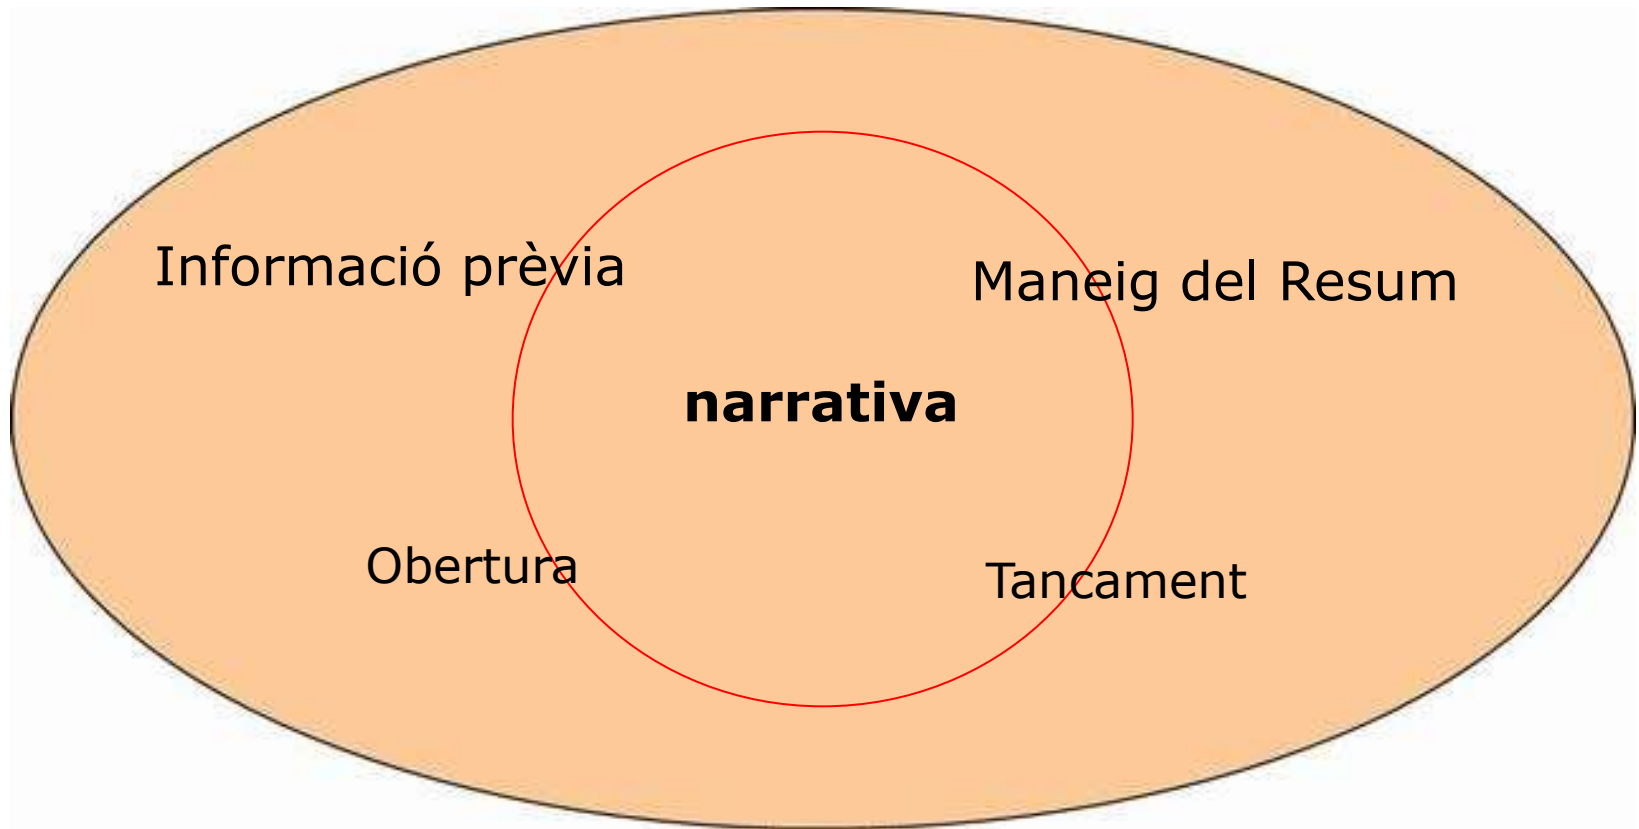 Informació prèvia
Maneig del Resum
narrativa
Obertura
Tancament